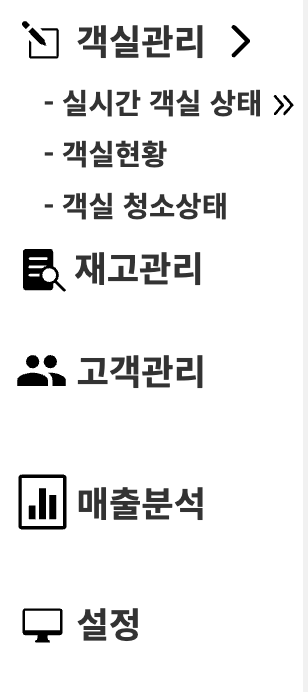 객실관리 >
- 실시간 객실 상태 >>
- 객실현황
- 객실 청소상태
재고관리
고객관리
매출분석
설정